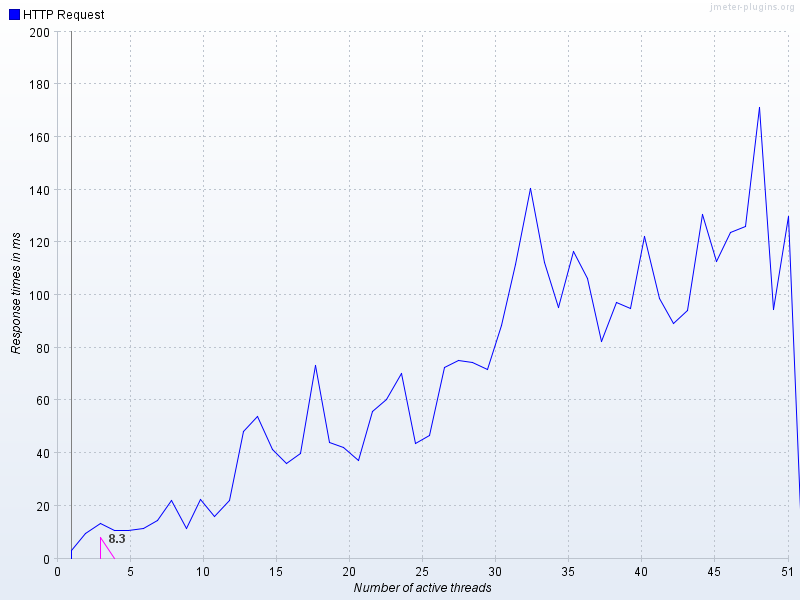 jmeter-plugins.org
HTTP Request
200
180
160
140
120
100
80
60
40
20
0
Response times in ms
8.3
0 5 10 15 20 25 30 35 40 45 51
Number of active threads